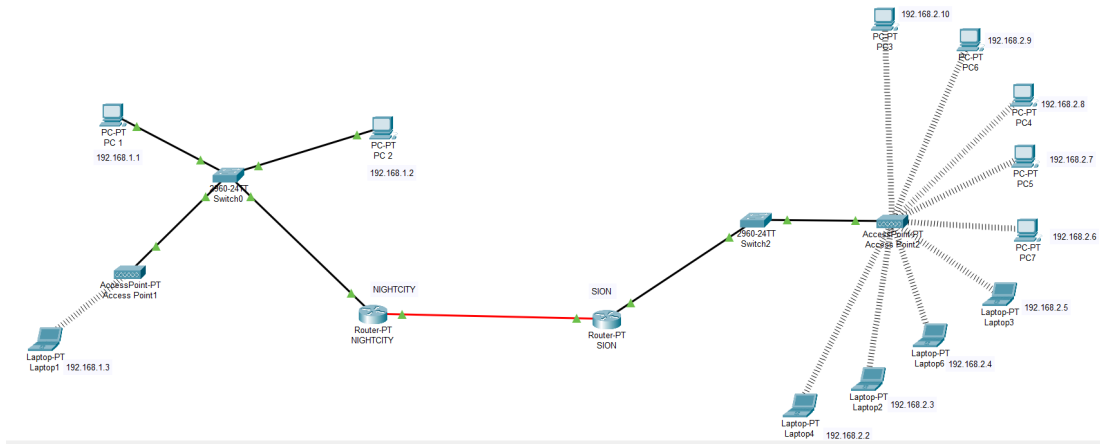 PC-PT
PC3
192.168.2.10
PC-PT
PC6
192.168.2.9
PC-PT
PC4
192.168.2.8
PC-PT
PC5
192.168.2.7
PC-PT
PC7
192.168.2.6
PC-PT
PC 1
192.168.1.1
PC-PT
PC 2
192.168.1.2
2960-24TT
Switch0
AccessPoint-PT
Access Point1
Laptop-PT
Laptop1
192.168.1.3
NIGHTCITY
Router-PT
NIGHTCITY
SION
Router-PT
SION
2960-24TT
Switch2
AccessPoint-PT
Access Point2
Laptop-PT
Laptop3
192.168.2.5
Laptop-PT
Laptop6
192.168.2.4
Laptop-PT
Laptop2
192.168.2.3
Laptop-PT
Laptop4
192.168.2.2